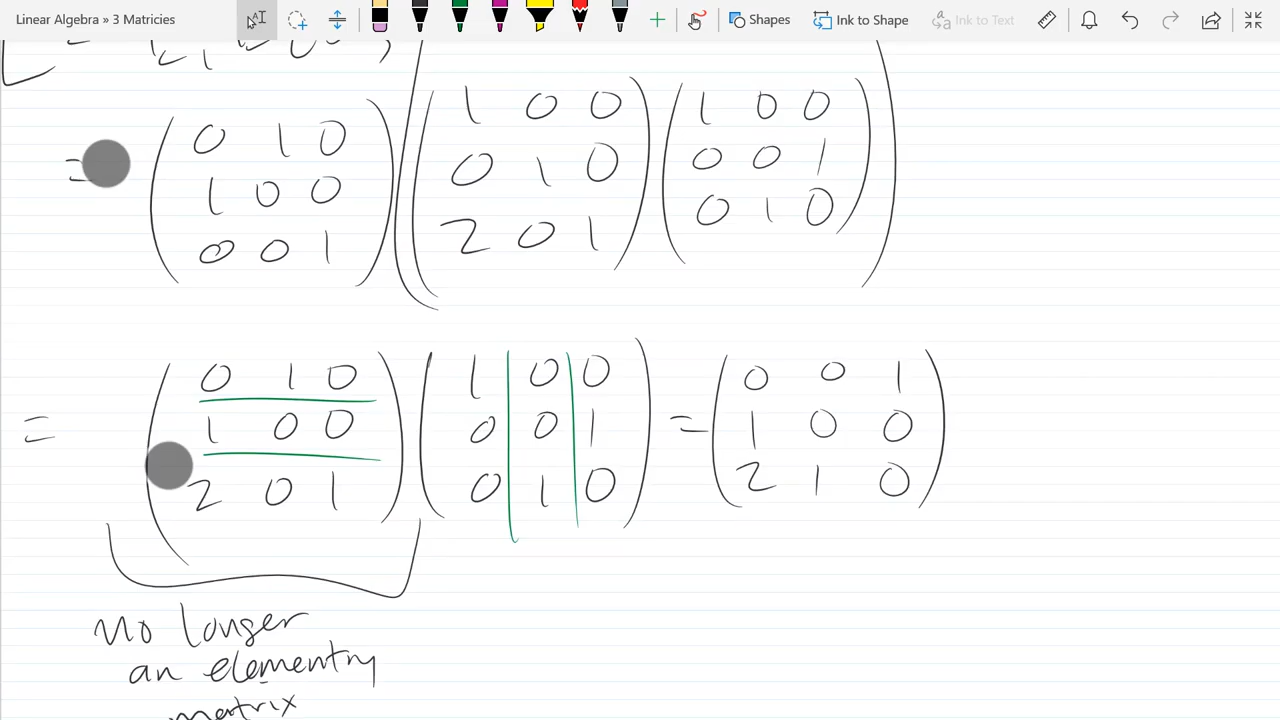 Linear Algebra » 3 Matricies
Shapes
Ink to Shape
Ink to Text
0 1 0
1 0 0
0 0 1
1 0 0
0 1 0
2 0 1
1 0 0
0 0 1
0 1 0
=
0 1 0
1 0 0
2 0 1
1 0 0
0 0 1
0 1 0
=
0 0 1
1 0 0
2 1 0
No longer
an elementry
matrix